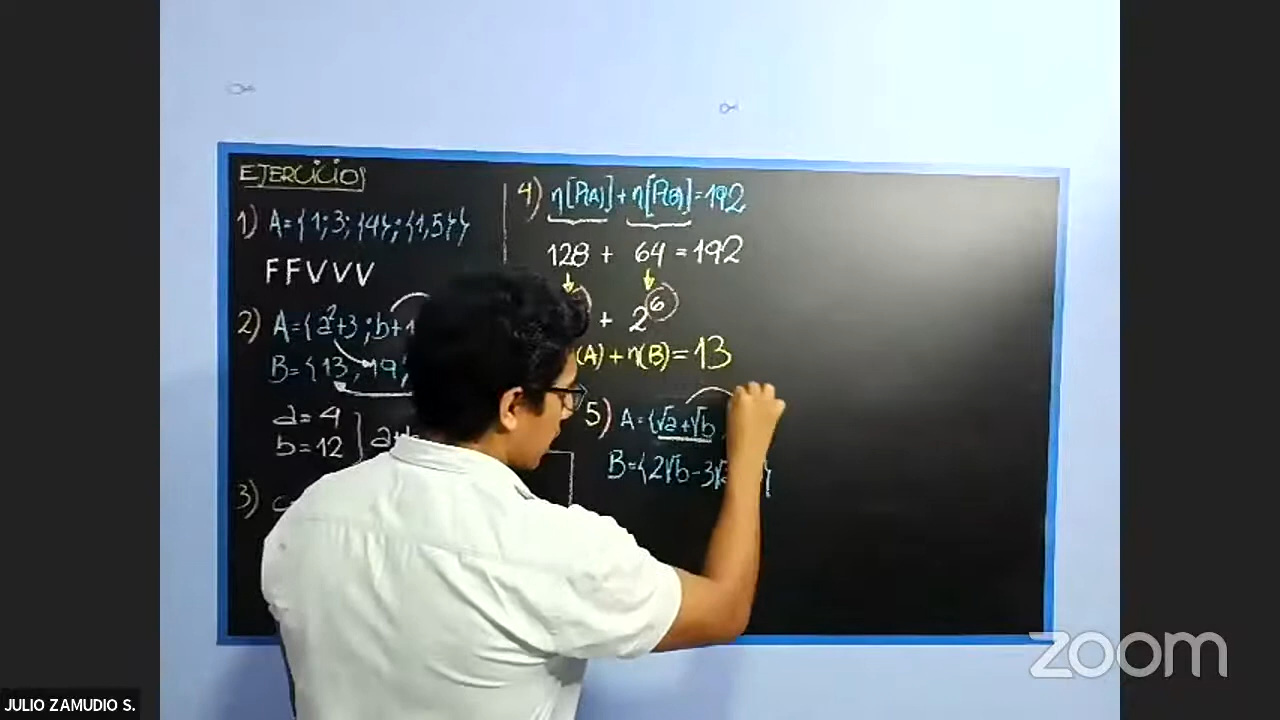 EJERCICIOS
1) A={1; 3; {4}; {1,5}}
FFVVV
2) A={a²+3; b+1
B={13; 19;
a=4
b=12
3)
4) η[P(A)]+η[P(B)]=192
128 + 64 =192
+ 2⁶
(A)+η(B)=13
5) A={√a+√b
B={2√b-3√
zoom
JULIO ZAMUDIO S.